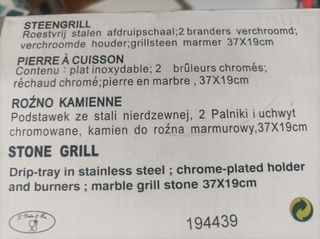 STEENGRILL
Roestvrij stalen afdruipschaal;2 branders verchroomd;
verchroomde houder;grillsteen marmer 37X19cm
PIERRE À CUISSON
Contenu : plat inoxydable; 2 brûleurs chromés;
réchaud chromé;pierre en marbre , 37X19cm
ROŹNO KAMIENNE
Podstawek ze stali nierdzewnej, 2 Palniki i uchwyt
chromowane, kamien do roźna marmurowy,37X19cm
STONE GRILL
Drip-tray in stainless steel ; chrome-plated holder
and burners ; marble grill stone 37X19cm
194439